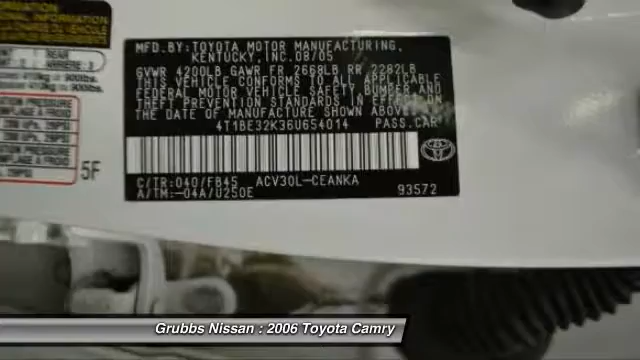 MFD.BY:TOYOTA MOTOR MANUFACTURING,
KENTUCKY,INC.08/05
GVWR 4200LB GAWR FR 2668LB RR 2282LB
THIS VEHICLE CONFORMS TO ALL APPLICABLE
FEDERAL MOTOR VEHICLE SAFETY, BUMPER AND
THEFT PREVENTION STANDARDS IN EFFECT ON
THE DATE OF MANUFACTURE SHOWN ABOVE.
4T1BE32K36U654014 PASS.CAR
C/TR:040/FB45 ACV30L-CEANKA
A/TM:-04A/U250E 93572
REAR
5F
Grubbs Nissan : 2006 Toyota Camry